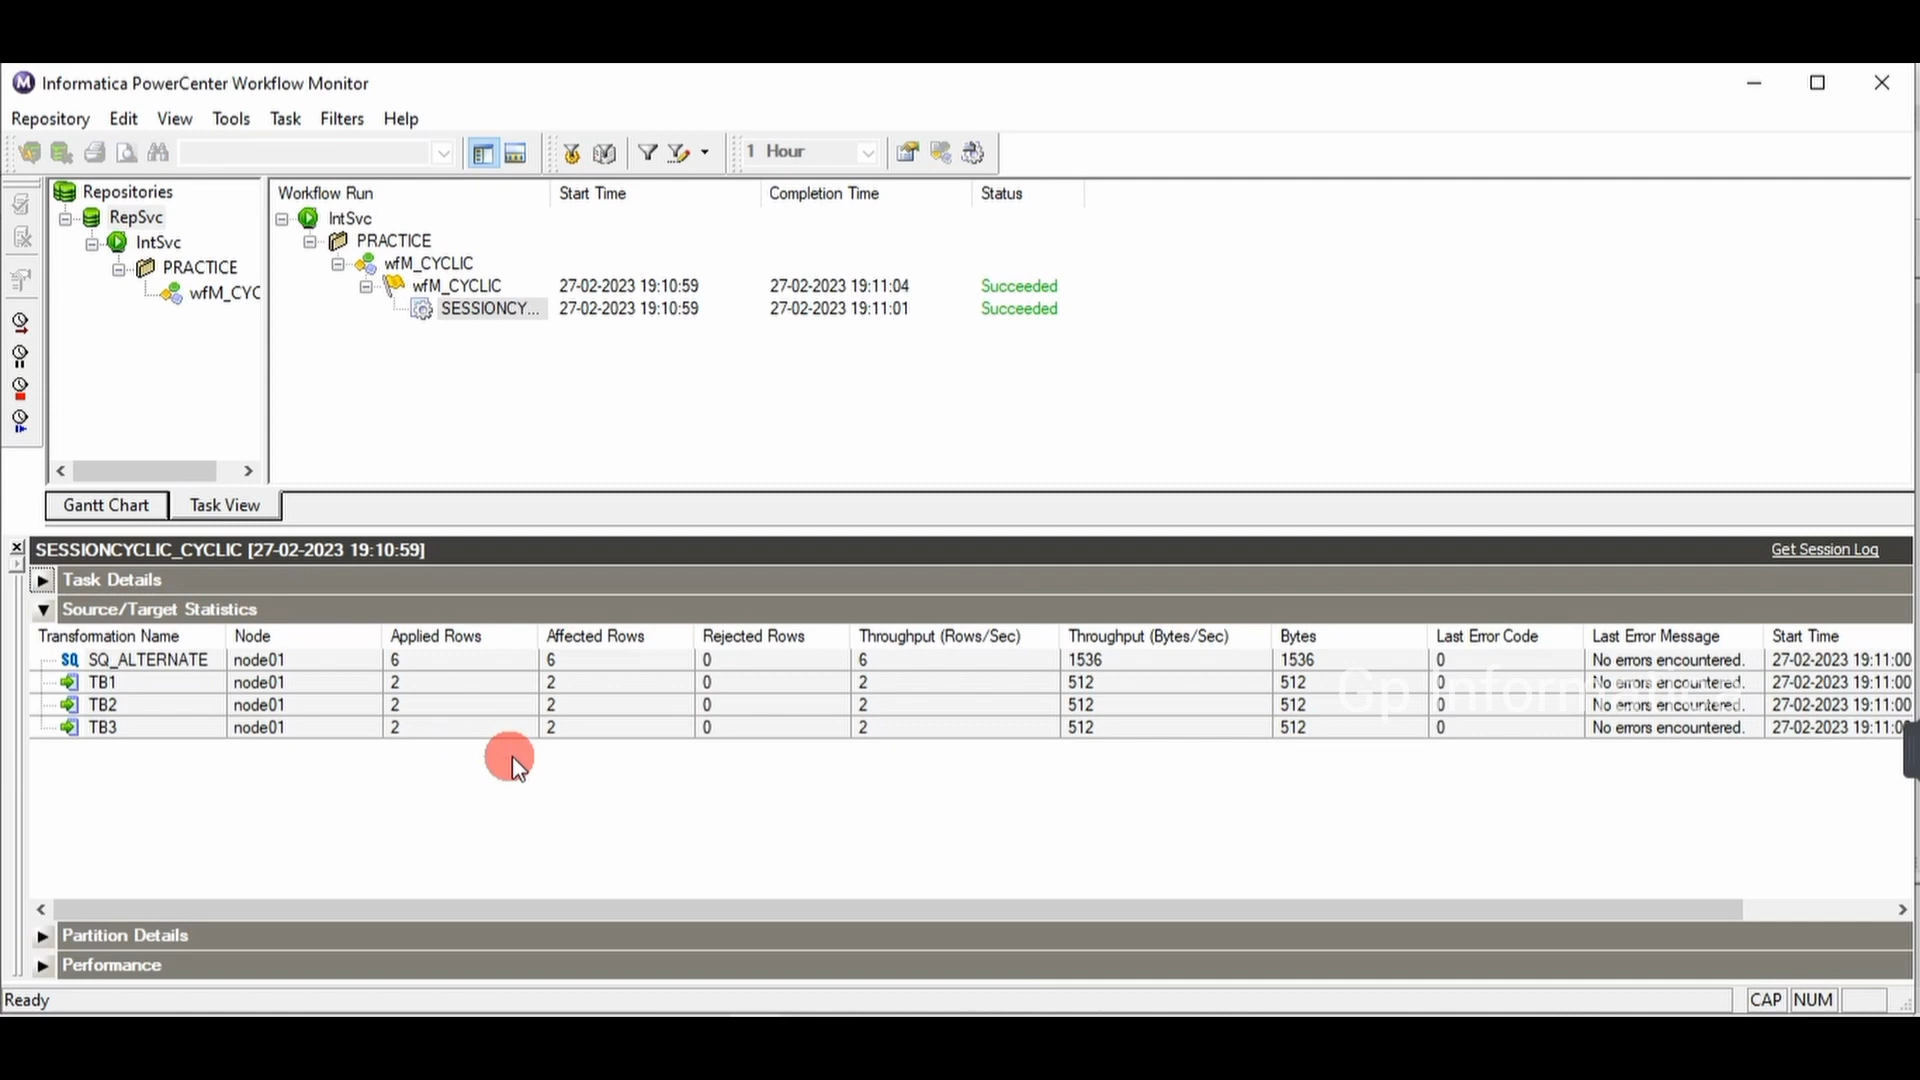 Informatica PowerCenter Workflow Monitor
Repository Edit View Tools Task Filters Help
1 Hour
Repositories
RepSvc
IntSvc
PRACTICE
wfM_CYC
Workflow Run Start Time Completion Time Status
IntSvc
PRACTICE
wfM_CYCLIC
wfM_CYCLIC 27-02-2023 19:10:59 27-02-2023 19:11:04 Succeeded
SESSIONCY... 27-02-2023 19:10:59 27-02-2023 19:11:01 Succeeded
Gantt Chart Task View
SESSIONCYCLIC_CYCLIC [27-02-2023 19:10:59] Get Session Log
Task Details
Source/Target Statistics
Transformation Name Node Applied Rows Affected Rows Rejected Rows Throughput (Rows/Sec) Throughput (Bytes/Sec) Bytes Last Error Code Last Error Message Start Time
SQ SQ_ALTERNATE node01 6 6 0 6 1536 1536 0 No errors encountered. 27-02-2023 19:11:00
TB1 node01 2 2 0 2 512 512 0 No errors encountered. 27-02-2023 19:11:00
TB2 node01 2 2 0 2 512 512 0 No errors encountered. 27-02-2023 19:11:00
TB3 node01 2 2 0 2 512 512 0 No errors encountered. 27-02-2023 19:11:00
Gp
Partition Details
Performance
Ready CAP NUM